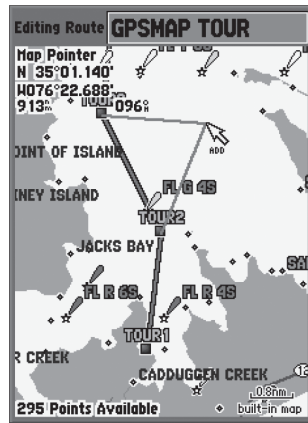 Editing Route GPSMAP TOUR
Map Pointer
N 35°01.140'
W076°22.688'
913 096°
ADD
OINT OF ISLAND
FL G 4S
NEY ISLAND
TOUR2
JACKS BAY
FL R 6S FL R 4S
TOUR1
R CREEK
CADDUGGEN CREEK
0.8nm
295 Points Available built-in map